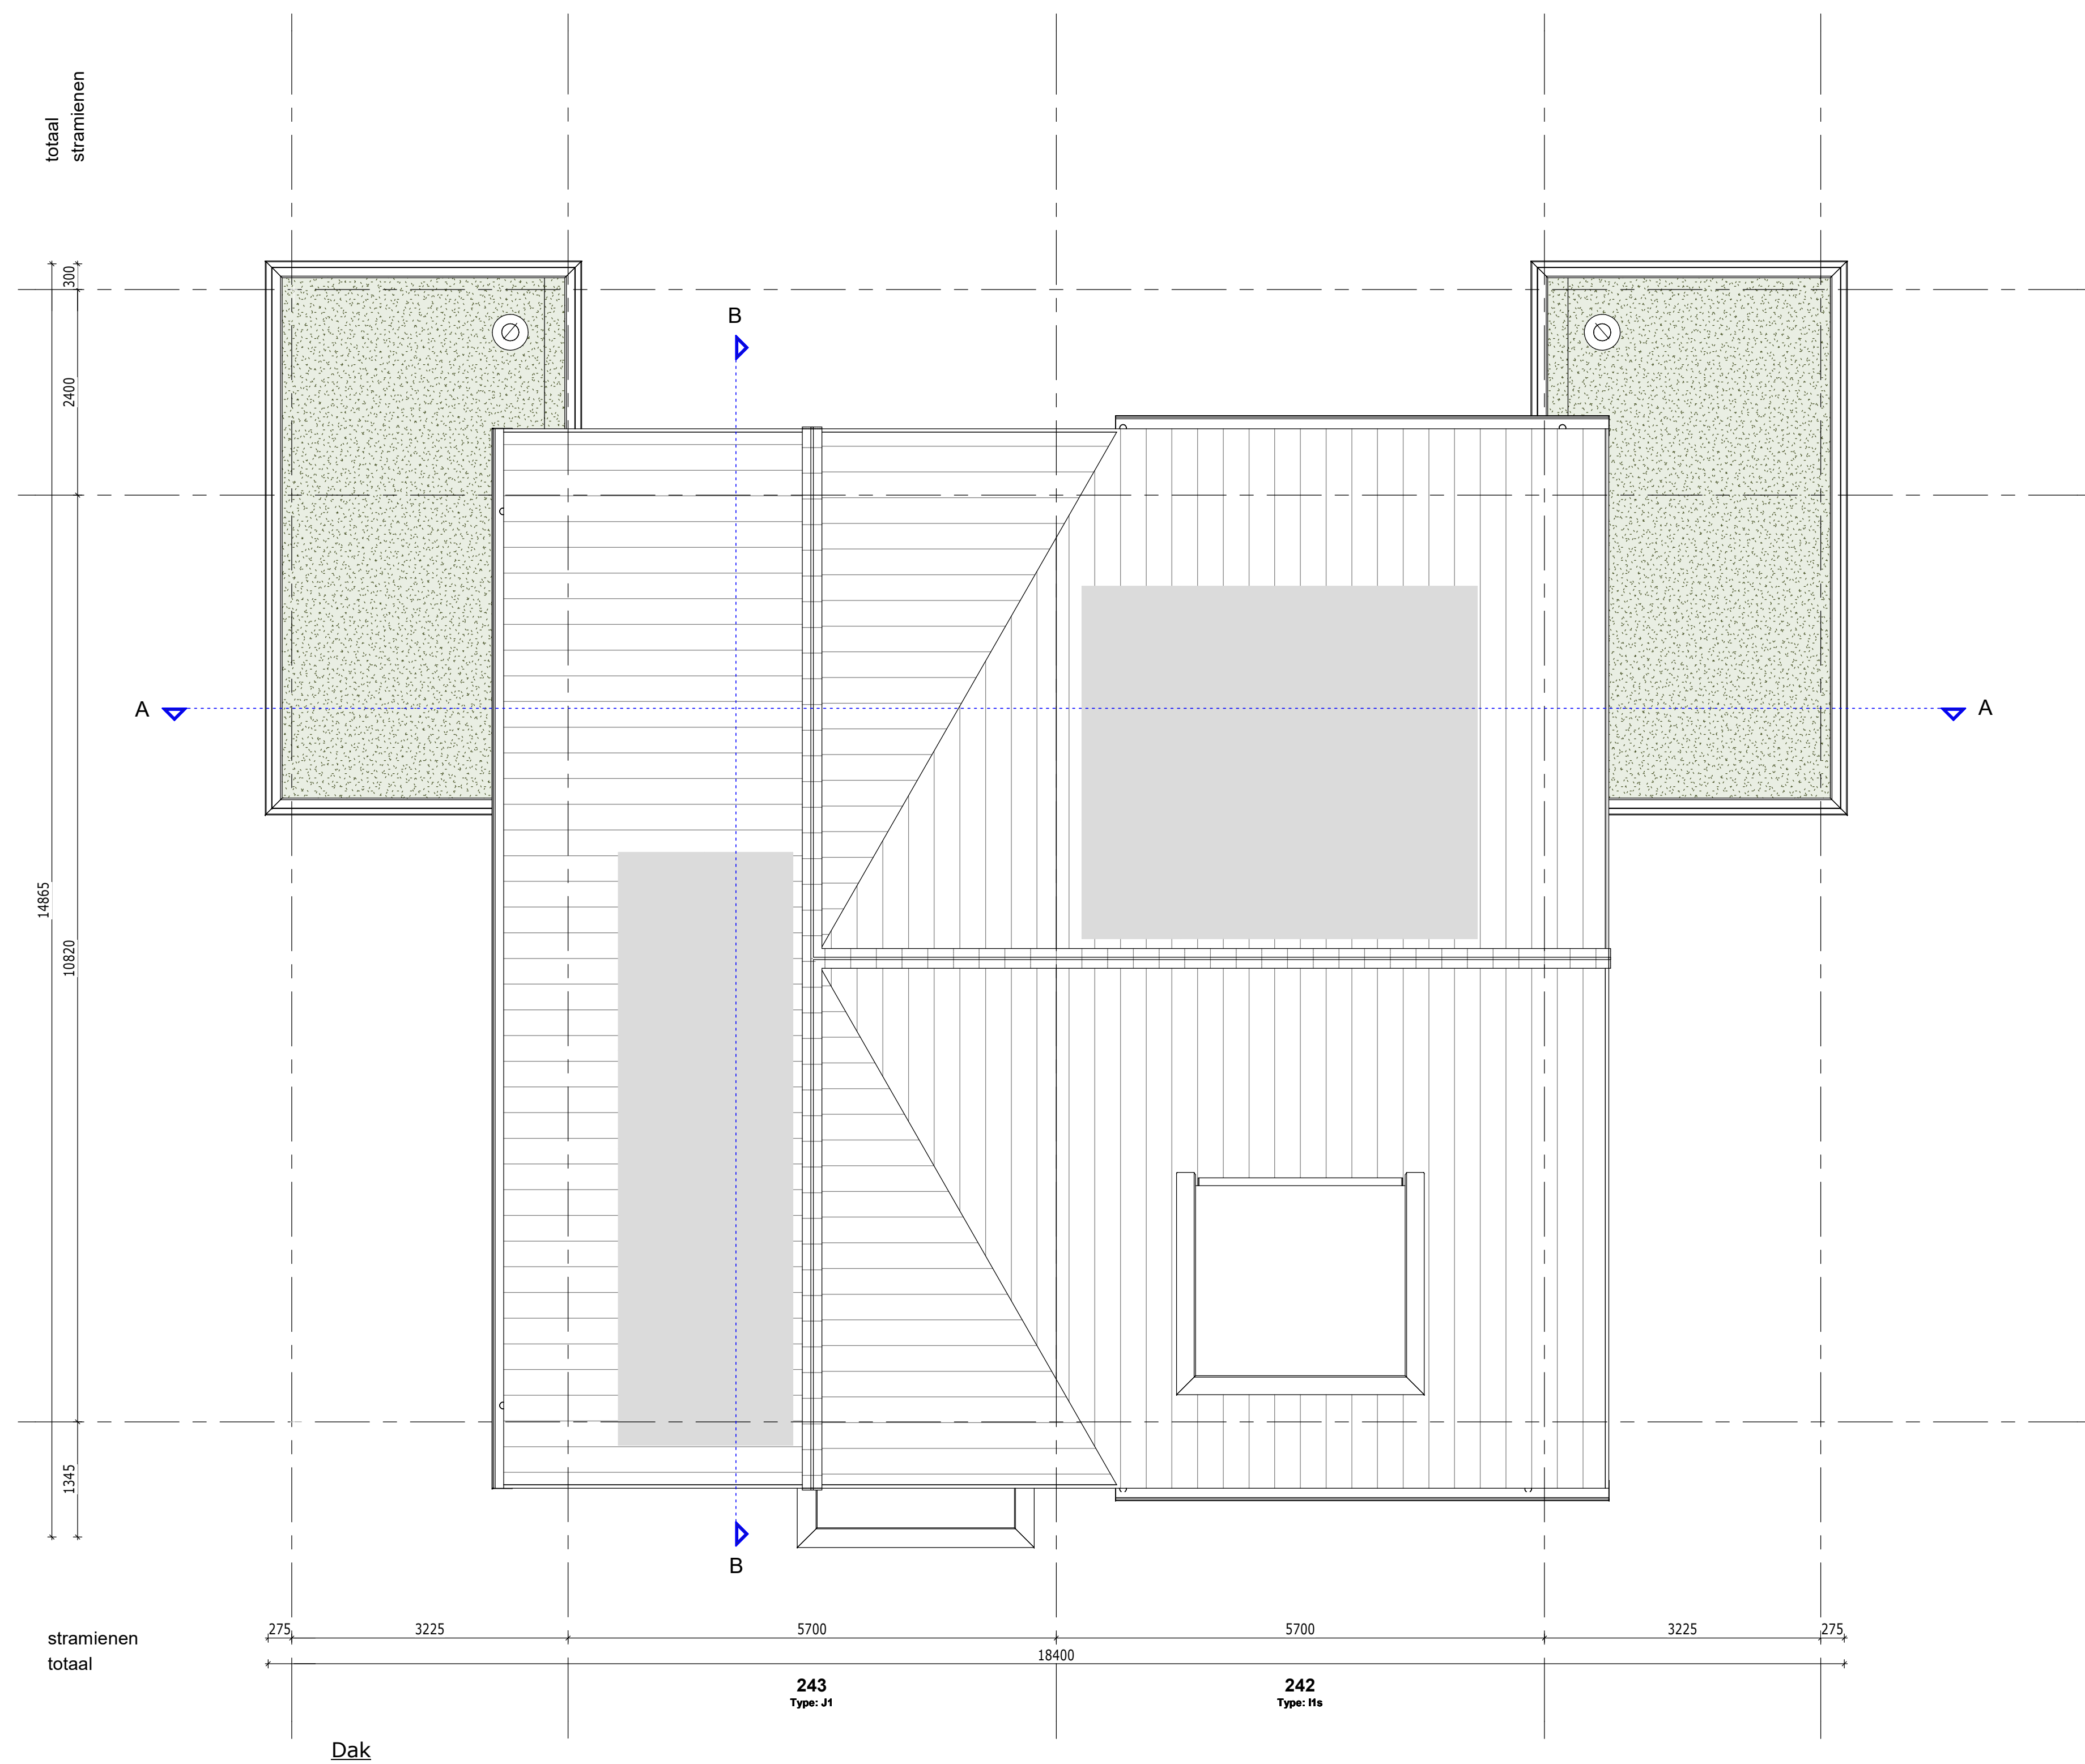 totaal
stramienen
300
2400
14865
10820
1345
B
A
A
B
275
3225
5700
5700
3225
275
stramienen
18400
totaal
243
242
Type: J1
Type: I1s
Dak